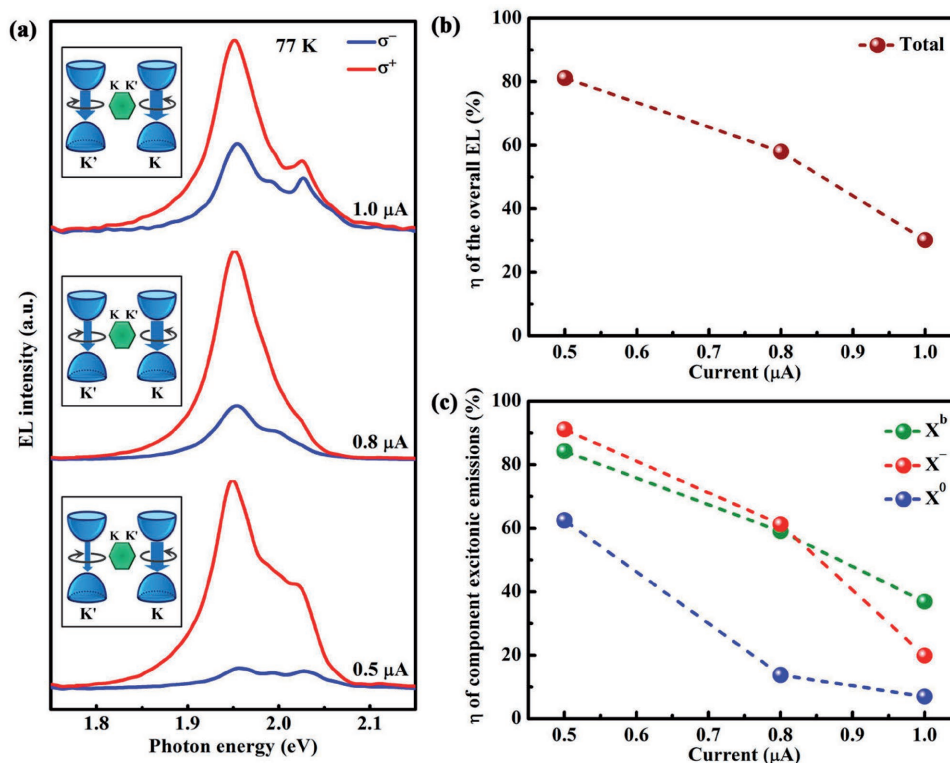 (a)
77 K
σ⁻
σ⁺
K K'
K' K
1.0 μA
K K'
K' K
0.8 μA
K K'
K' K
0.5 μA
EL intensity (a.u.)
1.8 1.9 2.0 2.1
Photon energy (eV)
(b)
Total
η of the overall EL (%)
100
80
60
40
20
0
0.5 0.6 0.7 0.8 0.9 1.0
Current (μA)
(c)
X^b
X⁻
X⁰
η of component excitonic emissions (%)
100
80
60
40
20
0
0.5 0.6 0.7 0.8 0.9 1.0
Current (μA)